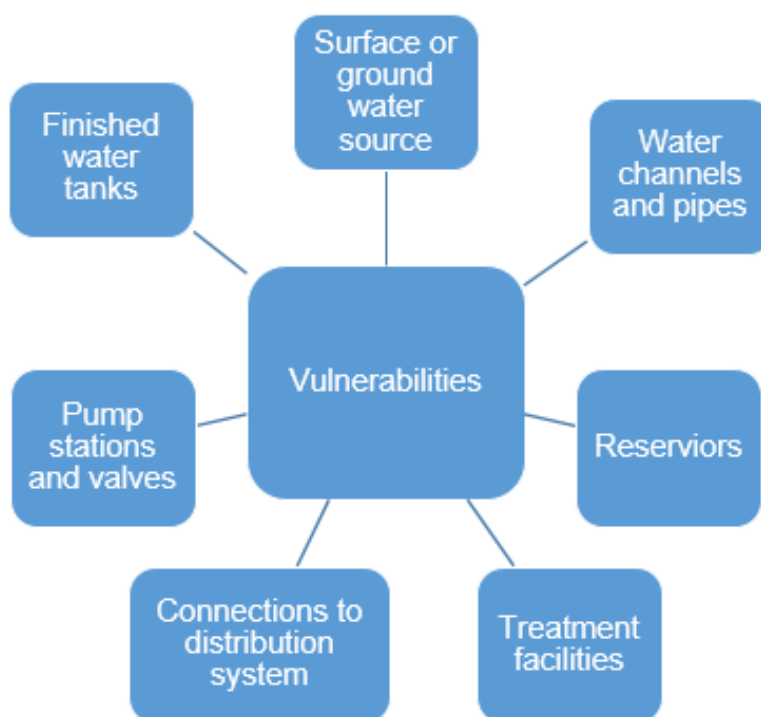 Surface or
ground
water
source
Water
channels
and pipes
Reserviors
Treatment
facilities
Connections to
distribution
system
Pump
stations
and valves
Finished
water
tanks
Vulnerabilities